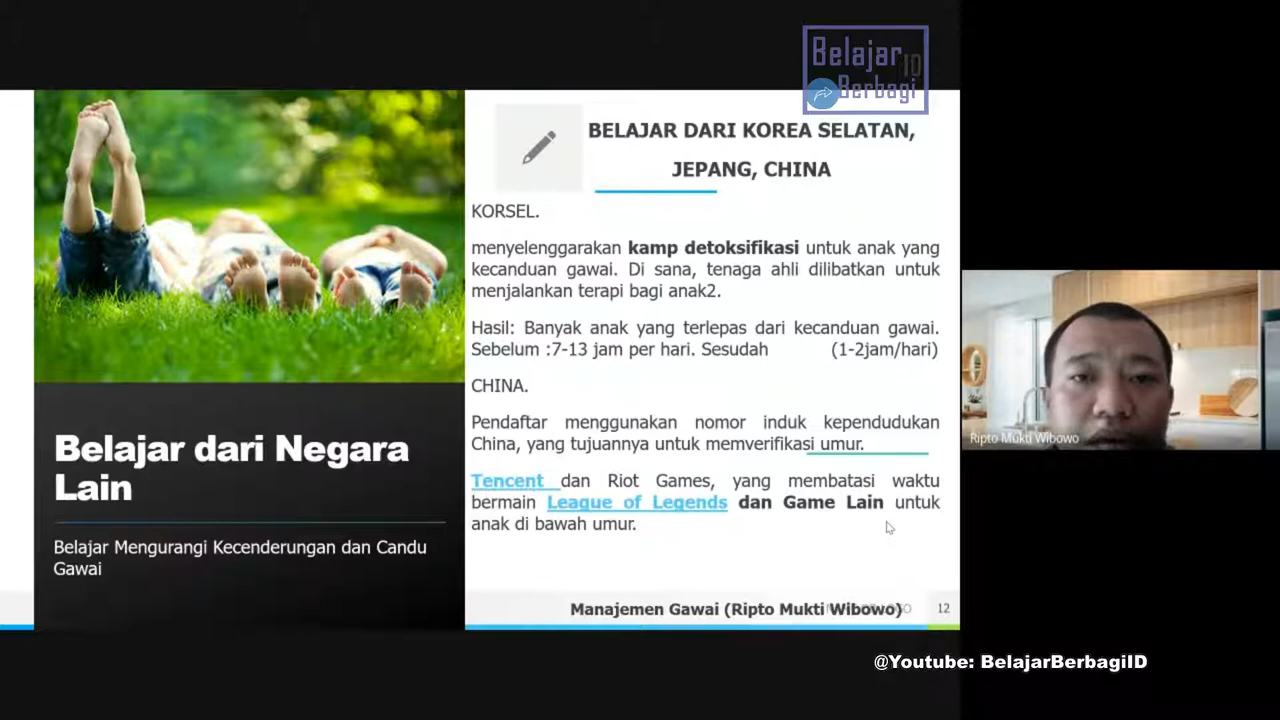 Belajar
ID
Berbagi
BELAJAR DARI KOREA SELATAN,
JEPANG, CHINA
KORSEL.
menyelenggarakan kamp detoksifikasi untuk anak yang
kecanduan gawai. Di sana, tenaga ahli dilibatkan untuk
menjalankan terapi bagi anak2.
Hasil: Banyak anak yang terlepas dari kecanduan gawai.
Sebelum :7-13 jam per hari. Sesudah (1-2jam/hari)
CHINA.
Pendaftar menggunakan nomor induk kependudukan
China, yang tujuannya untuk memverifikasi umur.
Tencent dan Riot Games, yang membatasi waktu
bermain League of Legends dan Game Lain untuk
anak di bawah umur.
Belajar dari Negara
Lain
Belajar Mengurangi Kecenderungan dan Candu
Gawai
Manajemen Gawai (Ripto Mukti Wibowo)
12
Ripto Mukti Wibowo
@Youtube: BelajarBerbagiID